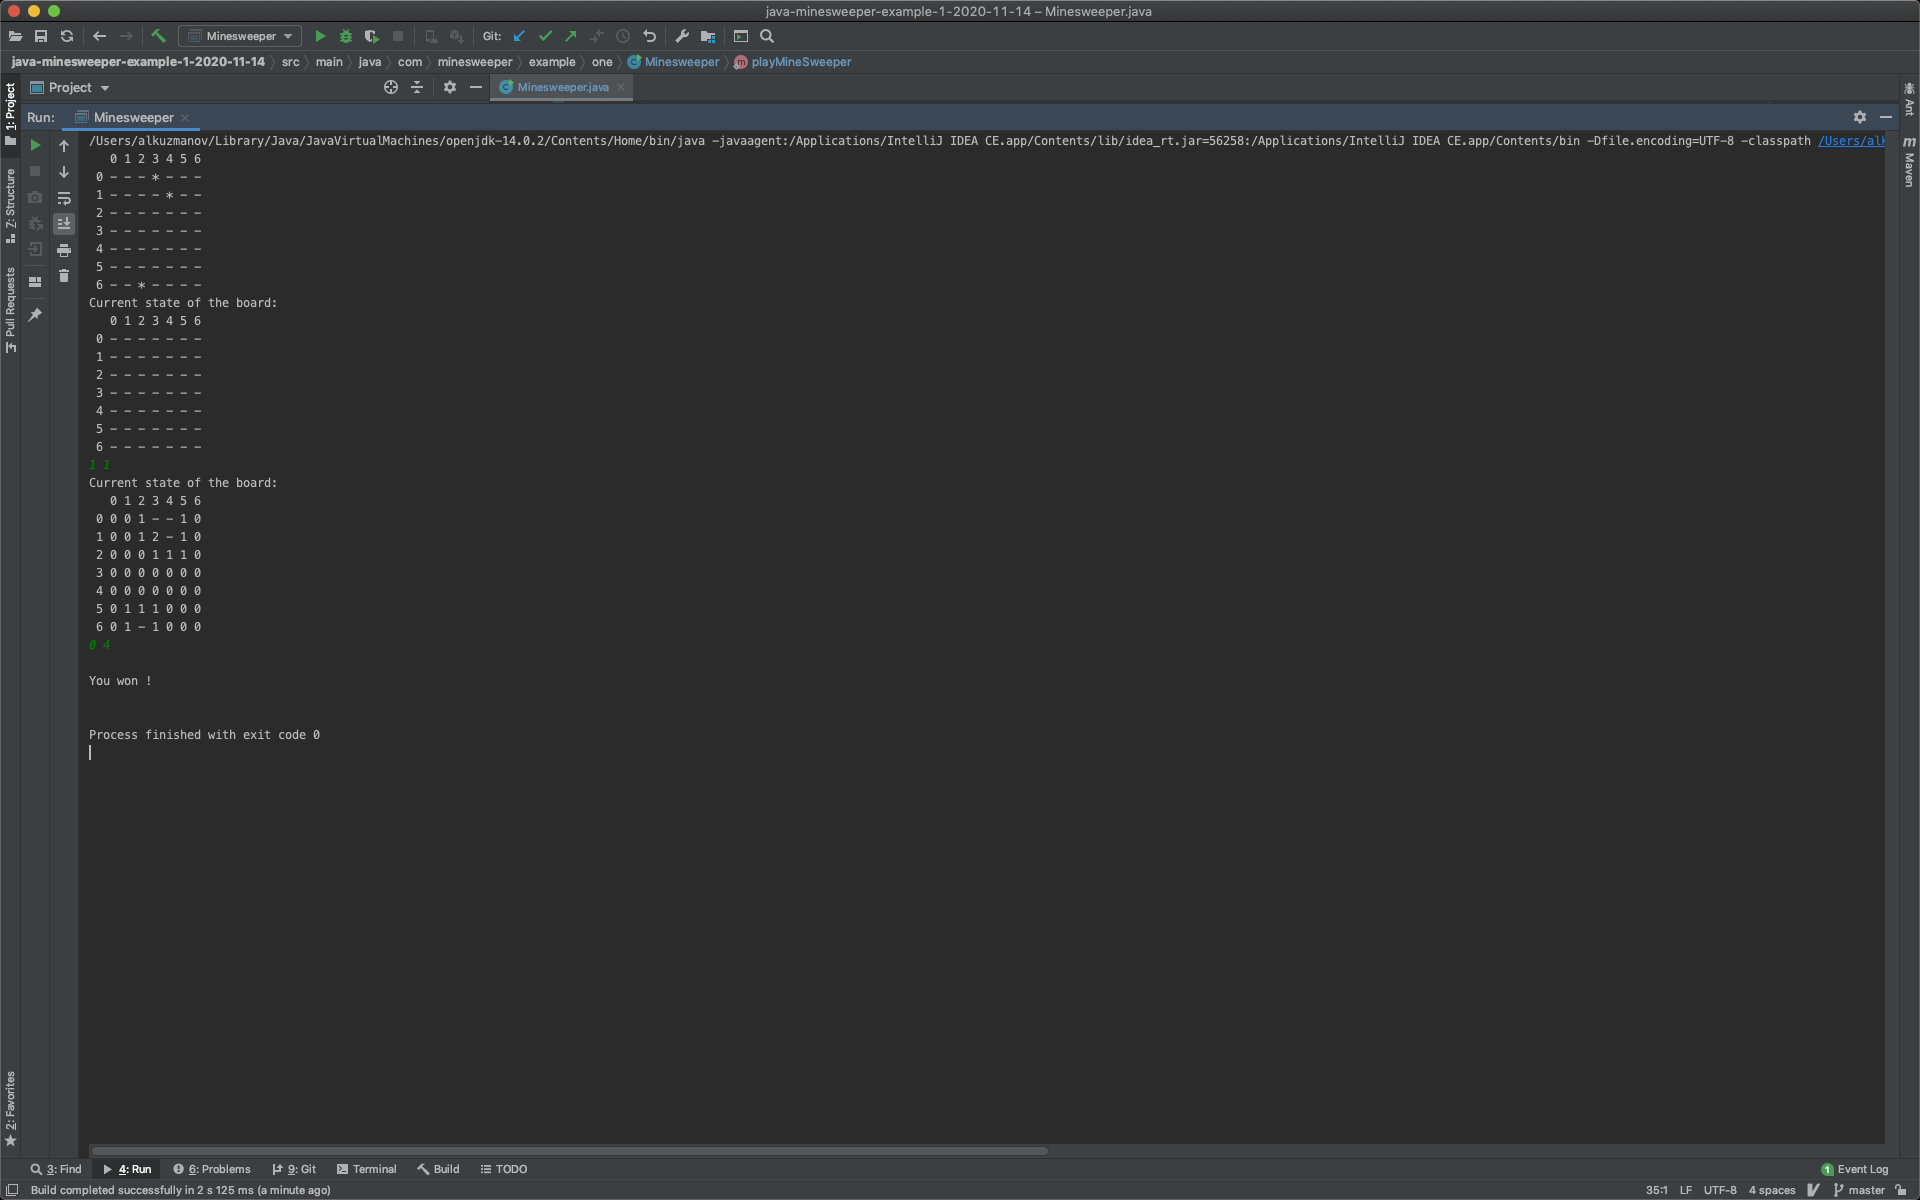 java-minesweeper-example-1-2020-11-14 – Minesweeper.java
Minesweeper
Git:
java-minesweeper-example-1-2020-11-14 src main java com minesweeper example one Minesweeper playMineSweeper
1: Project
Project
Minesweeper.java
Ant
Run:
Minesweeper
/Users/alkuzmanov/Library/Java/JavaVirtualMachines/openjdk-14.0.2/Contents/Home/bin/java -javaagent:/Applications/IntelliJ IDEA CE.app/Contents/lib/idea_rt.jar=56258:/Applications/IntelliJ IDEA CE.app/Contents/bin -Dfile.encoding=UTF-8 -classpath /Users/alk
Maven
7: Structure
Pull Requests
0 1 2 3 4 5 6
0 - - - * - - -
1 - - - - * - -
2 - - - - - - -
3 - - - - - - -
4 - - - - - - -
5 - - - - - - -
6 - - * - - - -
Current state of the board:
0 1 2 3 4 5 6
0 - - - - - - -
1 - - - - - - -
2 - - - - - - -
3 - - - - - - -
4 - - - - - - -
5 - - - - - - -
6 - - - - - - -
1 1
Current state of the board:
0 1 2 3 4 5 6
0 0 0 1 - - 1 0
1 0 0 1 2 - 1 0
2 0 0 0 1 1 1 0
3 0 0 0 0 0 0 0
4 0 0 0 0 0 0 0
5 0 1 1 1 0 0 0
6 0 1 - 1 0 0 0
0 4
You won !
Process finished with exit code 0
2: Favorites
3: Find
4: Run
6: Problems
9: Git
Terminal
Build
TODO
1 Event Log
Build completed successfully in 2 s 125 ms (a minute ago)
35:1 LF UTF-8 4 spaces master